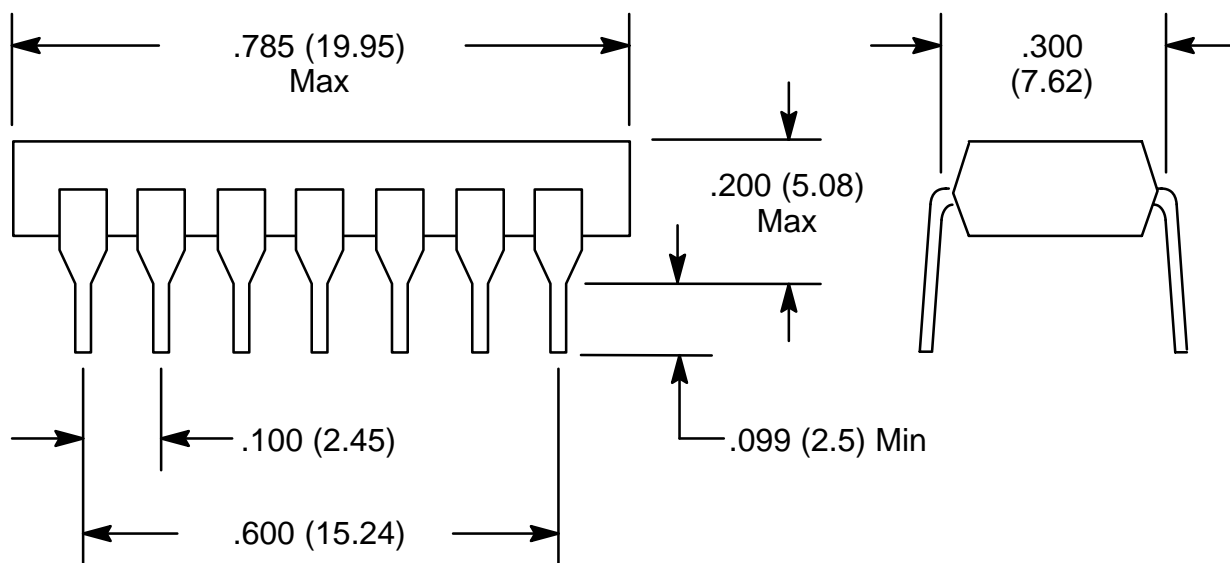 .785 (19.95)
Max
.300
(7.62)
.200 (5.08)
Max
.100 (2.45)
.099 (2.5) Min
.600 (15.24)